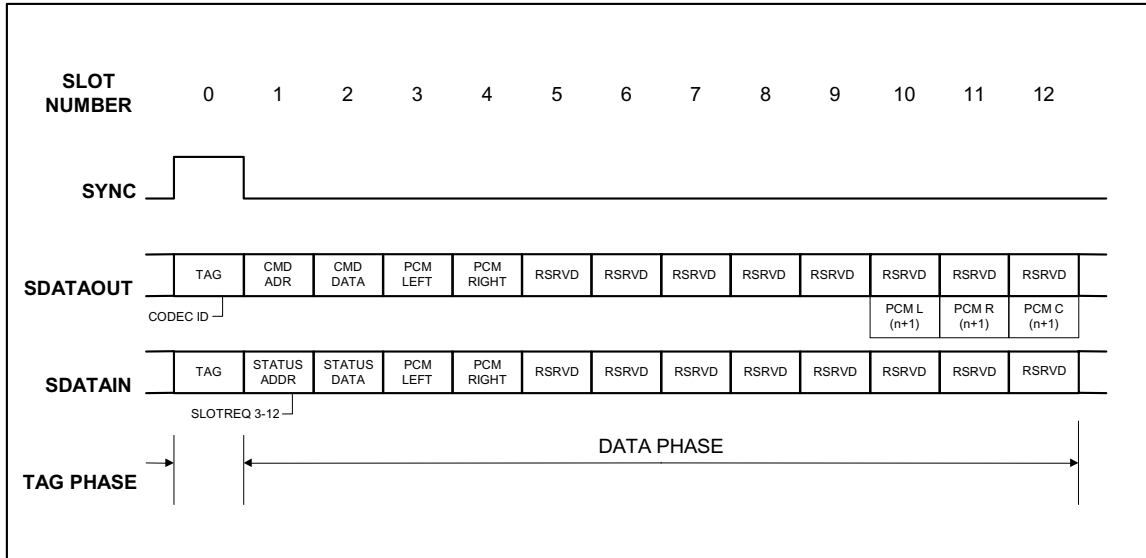 SLOT
NUMBER 0 1 2 3 4 5 6 7 8 9 10 11 12
SYNC
SDATAOUT
TAG
CMD
ADR
CMD
DATA
PCM
LEFT
PCM
RIGHT
RSRVD RSRVD RSRVD RSRVD RSRVD RSRVD RSRVD RSRVD
CODEC ID
PCM L
(n+1)
PCM R
(n+1)
PCM C
(n+1)
SDATAIN
TAG
STATUS
ADDR
STATUS
DATA
PCM
LEFT
PCM
RIGHT
RSRVD RSRVD RSRVD RSRVD RSRVD RSRVD RSRVD RSRVD
SLOTREQ 3-12
DATA PHASE
TAG PHASE